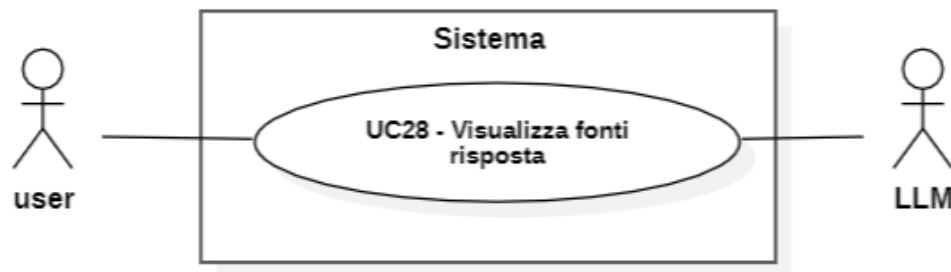 Sistema
UC28 - Visualizza fonti
risposta
user
LLM